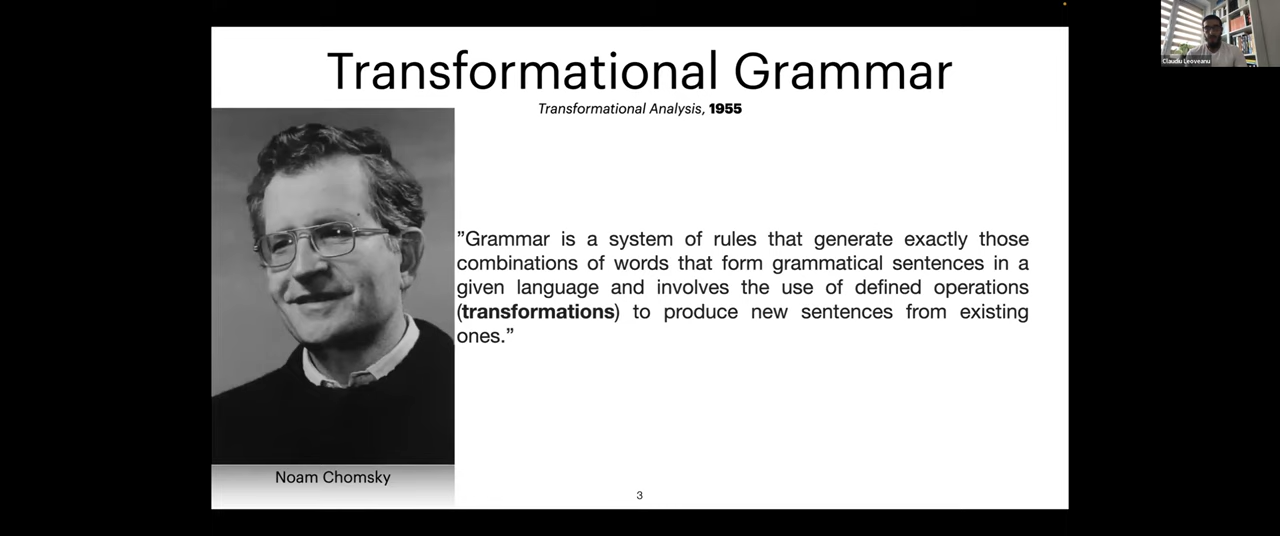 Transformational Grammar
Transformational Analysis, 1955
”Grammar is a system of rules that generate exactly those
combinations of words that form grammatical sentences in a
given language and involves the use of defined operations
(transformations) to produce new sentences from existing
ones.”
Noam Chomsky
3
Claudiu Leoveanu